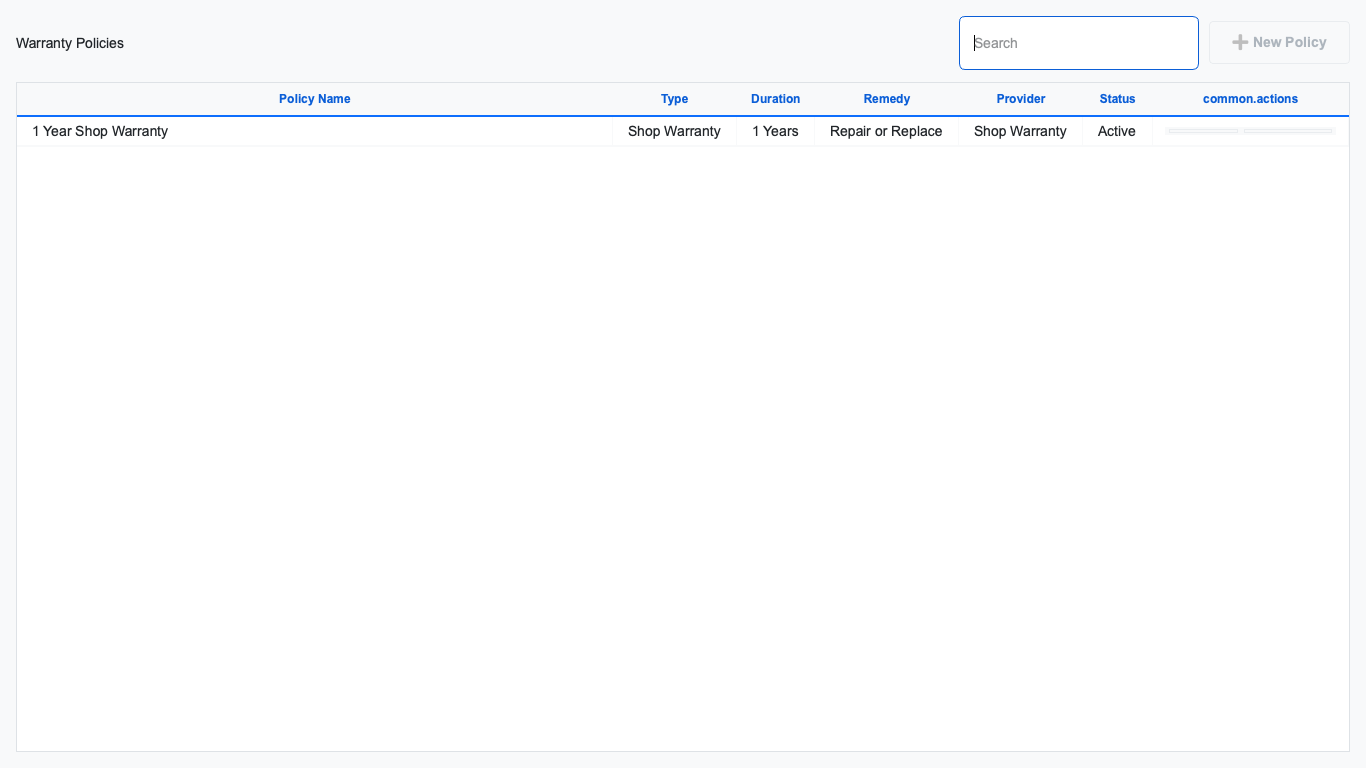 Warranty Policies
Search
New Policy
Policy Name Type Duration Remedy Provider Status common.actions
1 Year Shop Warranty Shop Warranty 1 Years Repair or Replace Shop Warranty Active